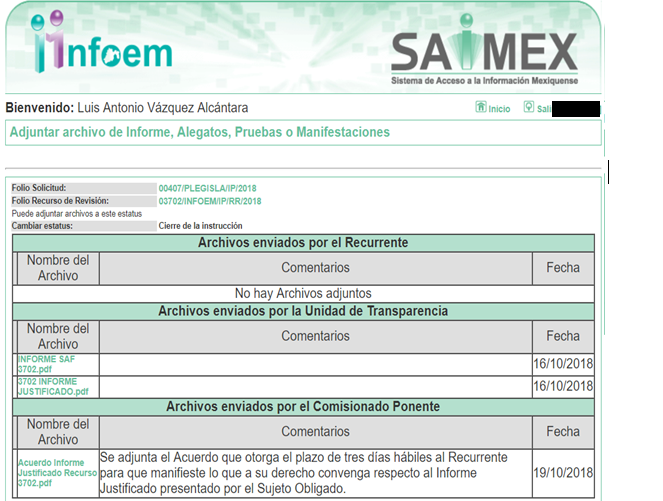 infoem
SAIMEX
Sistema de Acceso a la Información Mexiquense
Bienvenido: Luis Antonio Vázquez Alcántara
Inicio
Adjuntar archivo de Informe, Alegatos, Pruebas o Manifestaciones
Folio Solicitud: 00407/PLEGISLA/IP/2018
Folio Recurso de Revisión: 03702/INFOEM/IP/RR/2018
Puede adjuntar archivos a este estatus
Cambiar estatus: Cierre de la instrucción
Archivos enviados por el Recurrente
Nombre del
Archivo
Comentarios
Fecha
No hay Archivos adjuntos
Archivos enviados por la Unidad de Transparencia
Nombre del
Archivo
Comentarios
Fecha
INFORME SAF
3702.pdf
16/10/2018
3702 INFORME
JUSTIFICADO.pdf
16/10/2018
Archivos enviados por el Comisionado Ponente
Nombre del
Archivo
Comentarios
Fecha
Acuerdo Informe
Justificado Recurso
3702.pdf
Se adjunta el Acuerdo que otorga el plazo de tres días hábiles al Recurrente
para que manifieste lo que a su derecho convenga respecto al Informe
Justificado presentado por el Sujeto Obligado.
19/10/2018